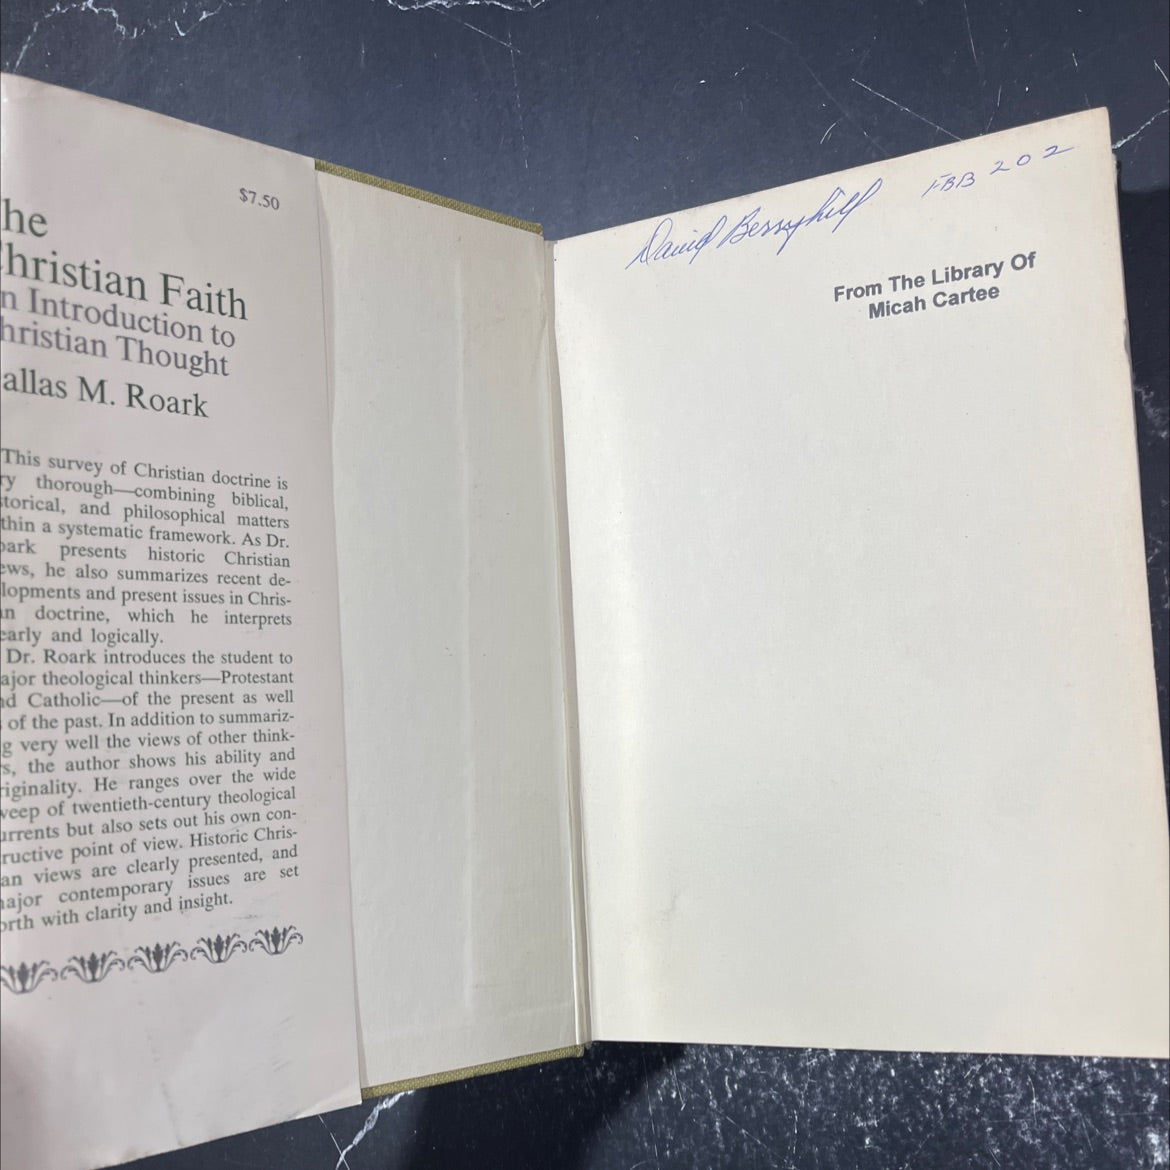 $7.50
he
hristian Faith
n Introduction to
hristian Thought
allas M. Roark
This survey of Christian doctrine is
ry thorough—combining biblical,
storical, and philosophical matters
thin a systematic framework. As Dr.
oark presents historic Christian
ews, he also summarizes recent de-
lopments and present issues in Chris-
an doctrine, which he interprets
early and logically.
Dr. Roark introduces the student to
ajor theological thinkers—Protestant
nd Catholic—of the present as well
s of the past. In addition to summariz-
g very well the views of other think-
s, the author shows his ability and
riginality. He ranges over the wide
veep of twentieth-century theological
urrents but also sets out his own con-
ructive point of view. Historic Chris-
an views are clearly presented, and
ajor contemporary issues are set
orth with clarity and insight.
David Berryhill FBB 202
From The Library Of
Micah Cartee